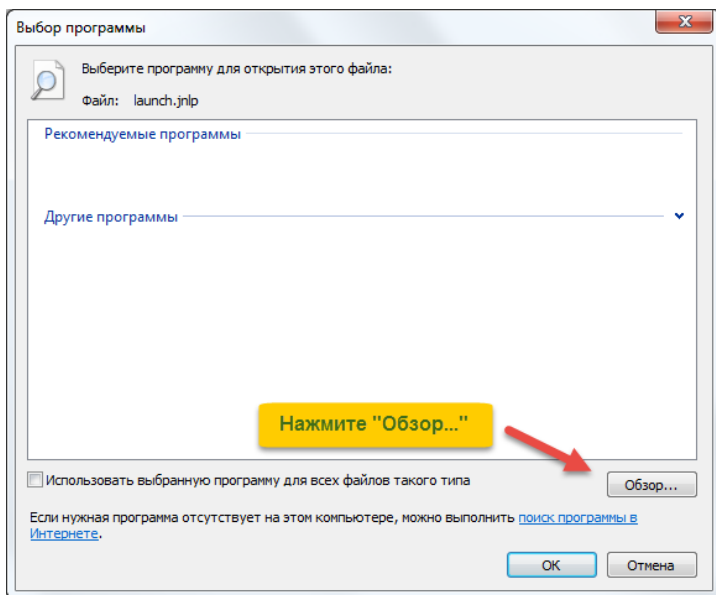 Выбор программы
Выберите программу для открытия этого файла:
Файл: launch.jnlp
Рекомендуемые программы
Другие программы
Нажмите "Обзор..."
Использовать выбранную программу для всех файлов такого типа
Обзор...
Если нужная программа отсутствует на этом компьютере, можно выполнить поиск программы в
Интернете.
ОК
Отмена